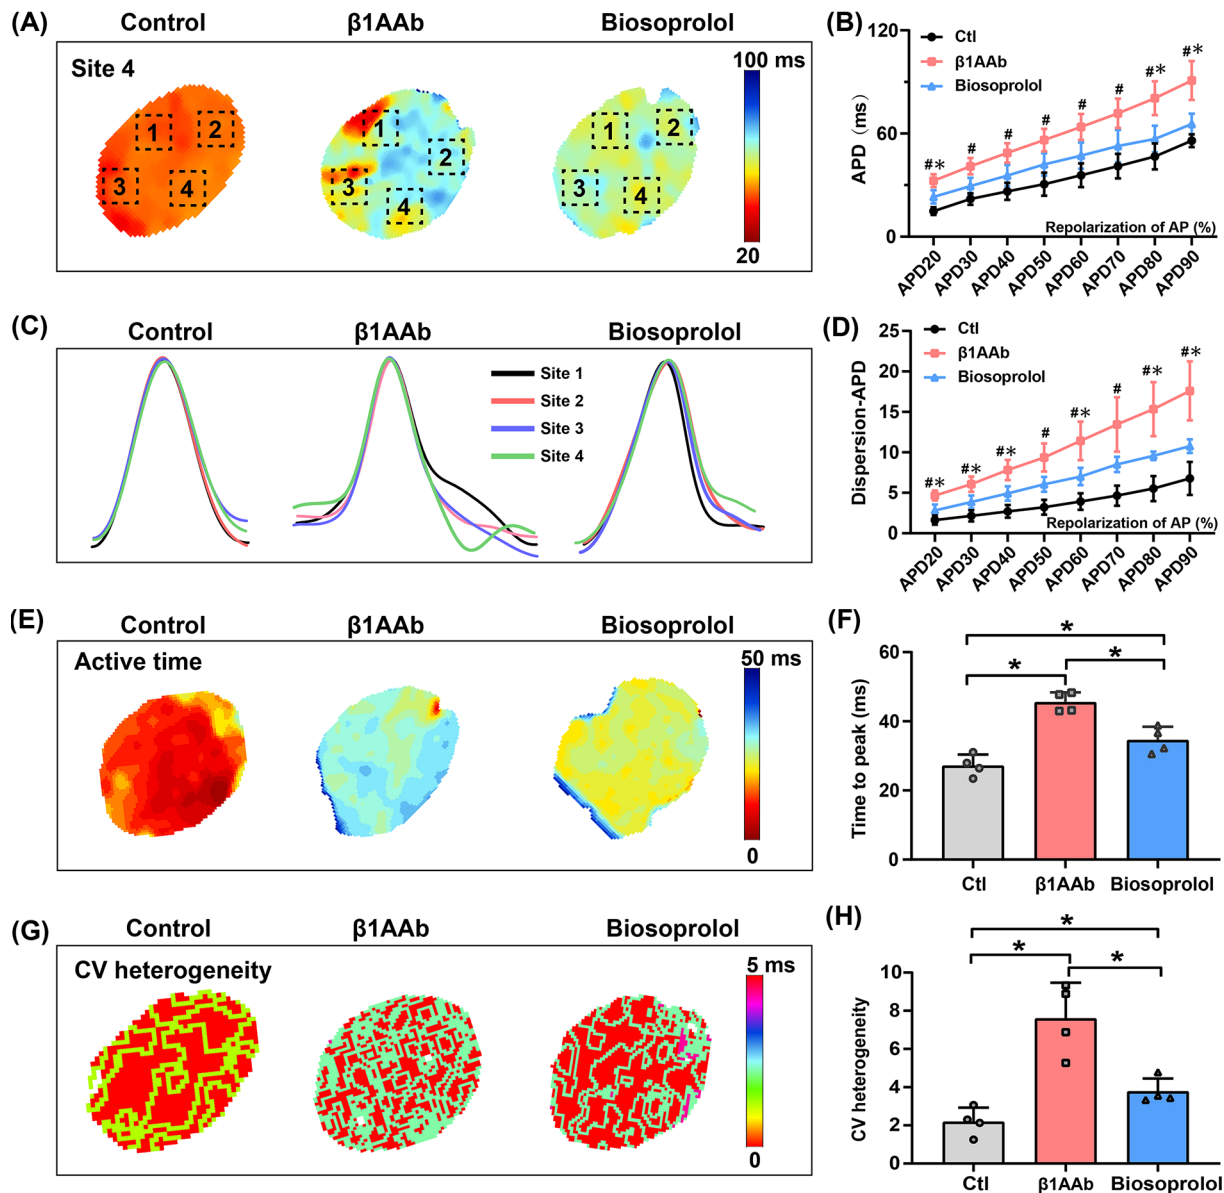 (A) Control β1AAb Biosoprolol
Site 4
100 ms
20
1 2 3 4
1 2 3 4
1 2 3 4
(B)
Ctl
β1AAb
Biosoprolol
APD (ms)
120
60
0
#* # # # # # #* #*
Repolarization of AP (%)
APD20 APD30 APD40 APD50 APD60 APD70 APD80 APD90
(C) Control β1AAb Biosoprolol
Site 1
Site 2
Site 3
Site 4
(D)
Ctl
β1AAb
Biosoprolol
Dispersion-APD
25
20
15
10
5
0
#* #* #* # #* # #* #*
Repolarization of AP (%)
APD20 APD30 APD40 APD50 APD60 APD70 APD80 APD90
(E) Control β1AAb Biosoprolol
Active time
50 ms
0
(F)
Time to peak (ms)
60
40
20
0
*
* *
Ctl β1AAb Biosoprolol
(G) Control β1AAb Biosoprolol
CV heterogeneity
5 ms
0
(H)
CV heterogeneity
10
8
6
4
2
0
*
* *
Ctl β1AAb Biosoprolol